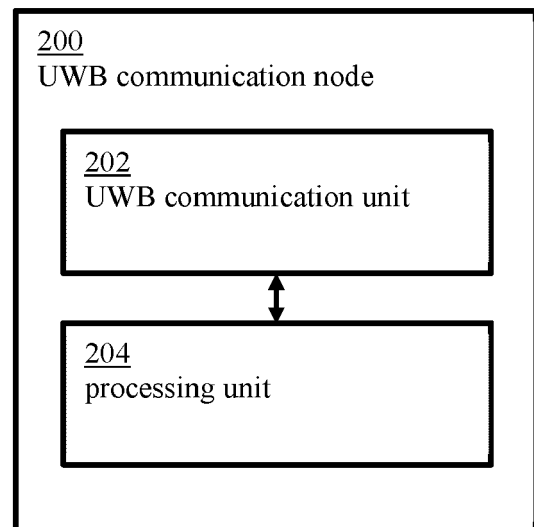 200
UWB communication node
202
UWB communication unit
204
processing unit